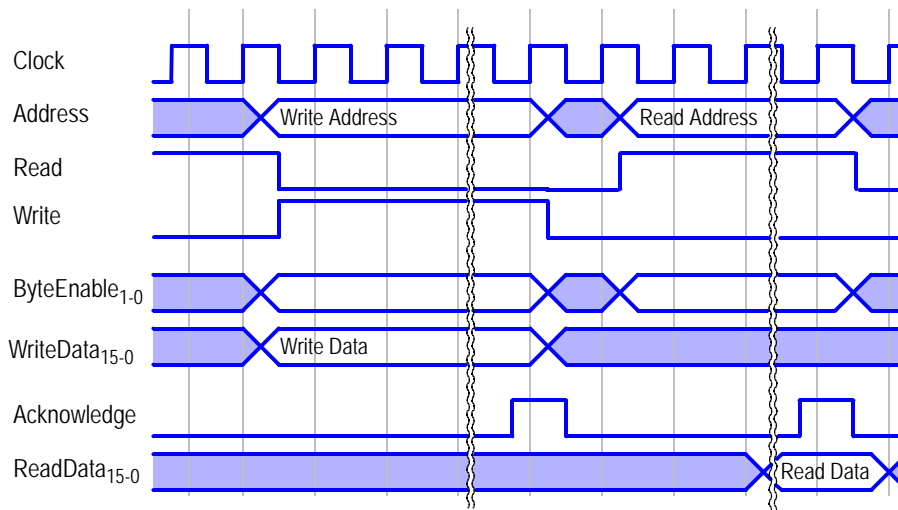 Clock
Address
Write Address
Read Address
Read
Write
ByteEnable1-0
WriteData15-0
Write Data
Acknowledge
ReadData15-0
Read Data